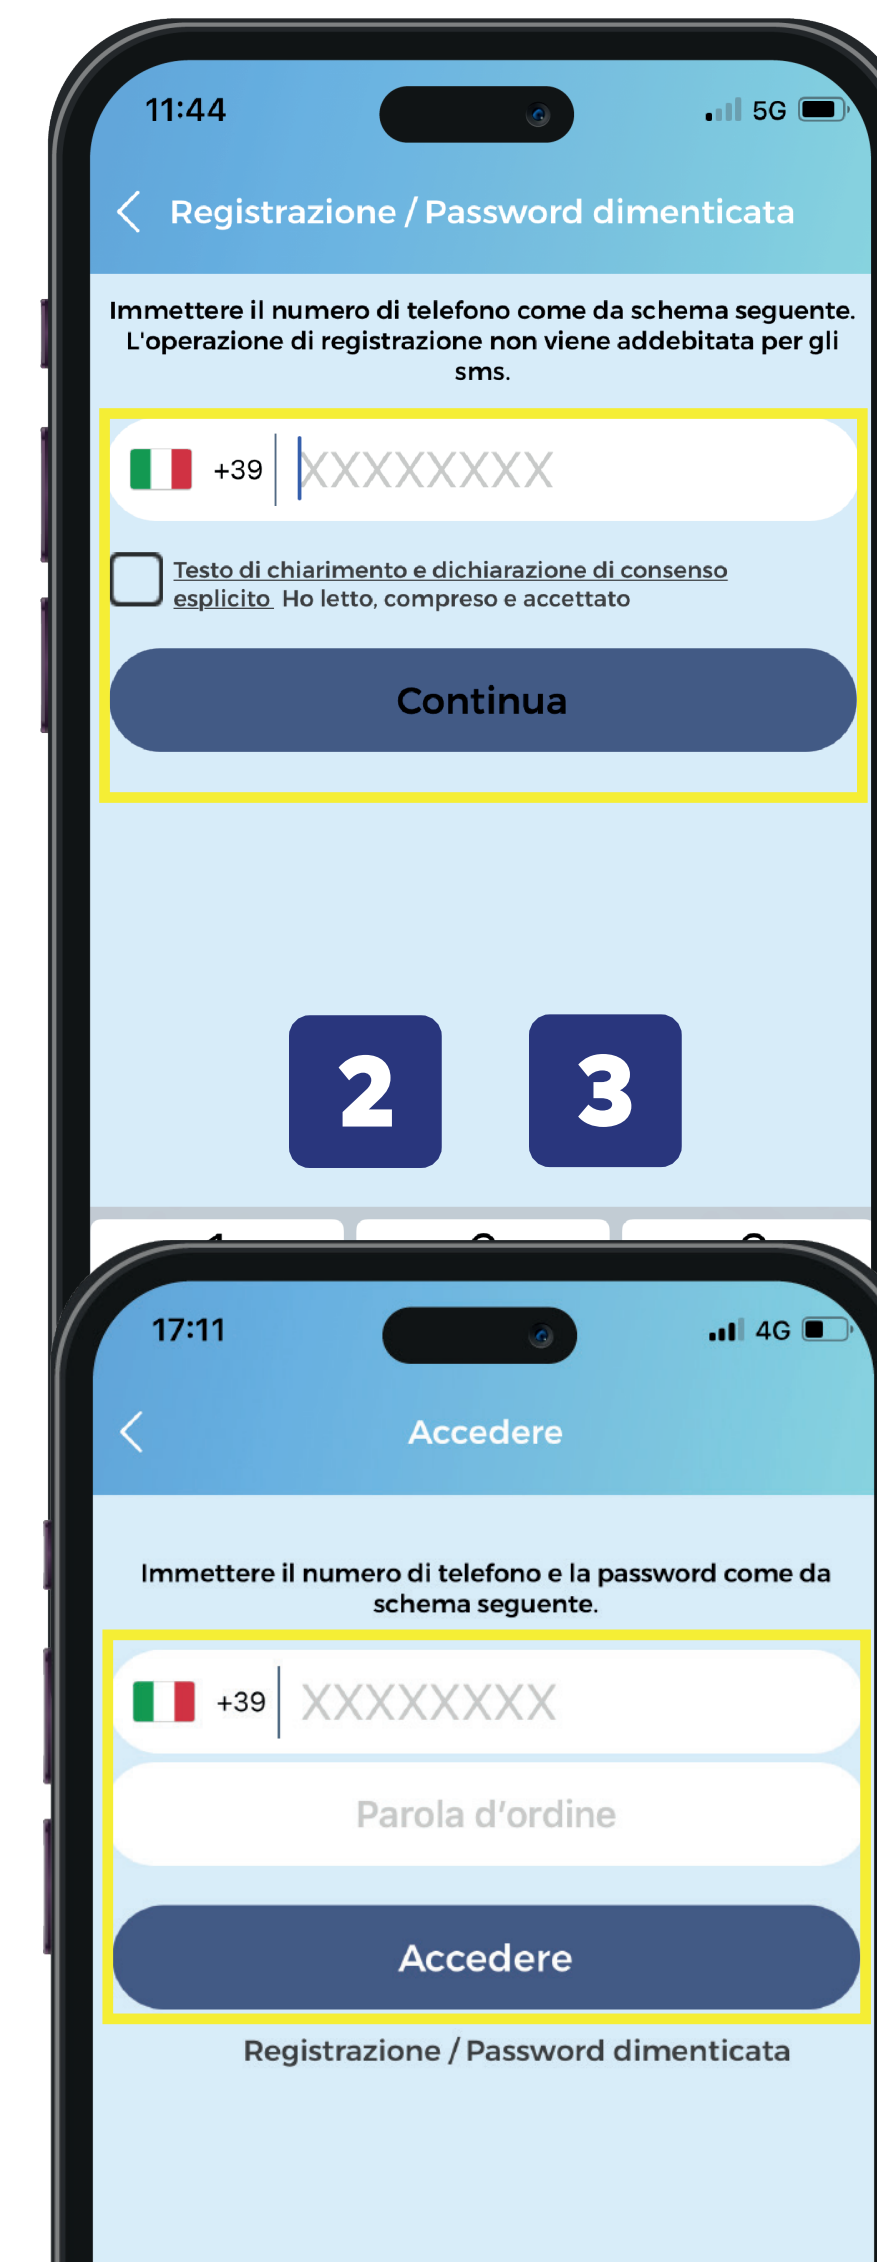 11:44
5G
Registrazione / Password dimenticata
Immettere il numero di telefono come da schema seguente.
L'operazione di registrazione non viene addebitata per gli
sms.
+39 XXXXXXXX
Testo di chiarimento e dichiarazione di consenso
esplicito Ho letto, compreso e accettato
Continua
2 3
17:11
4G
Accedere
Immettere il numero di telefono e la password come da
schema seguente.
+39 XXXXXXXX
Parola d'ordine
Accedere
Registrazione / Password dimenticata